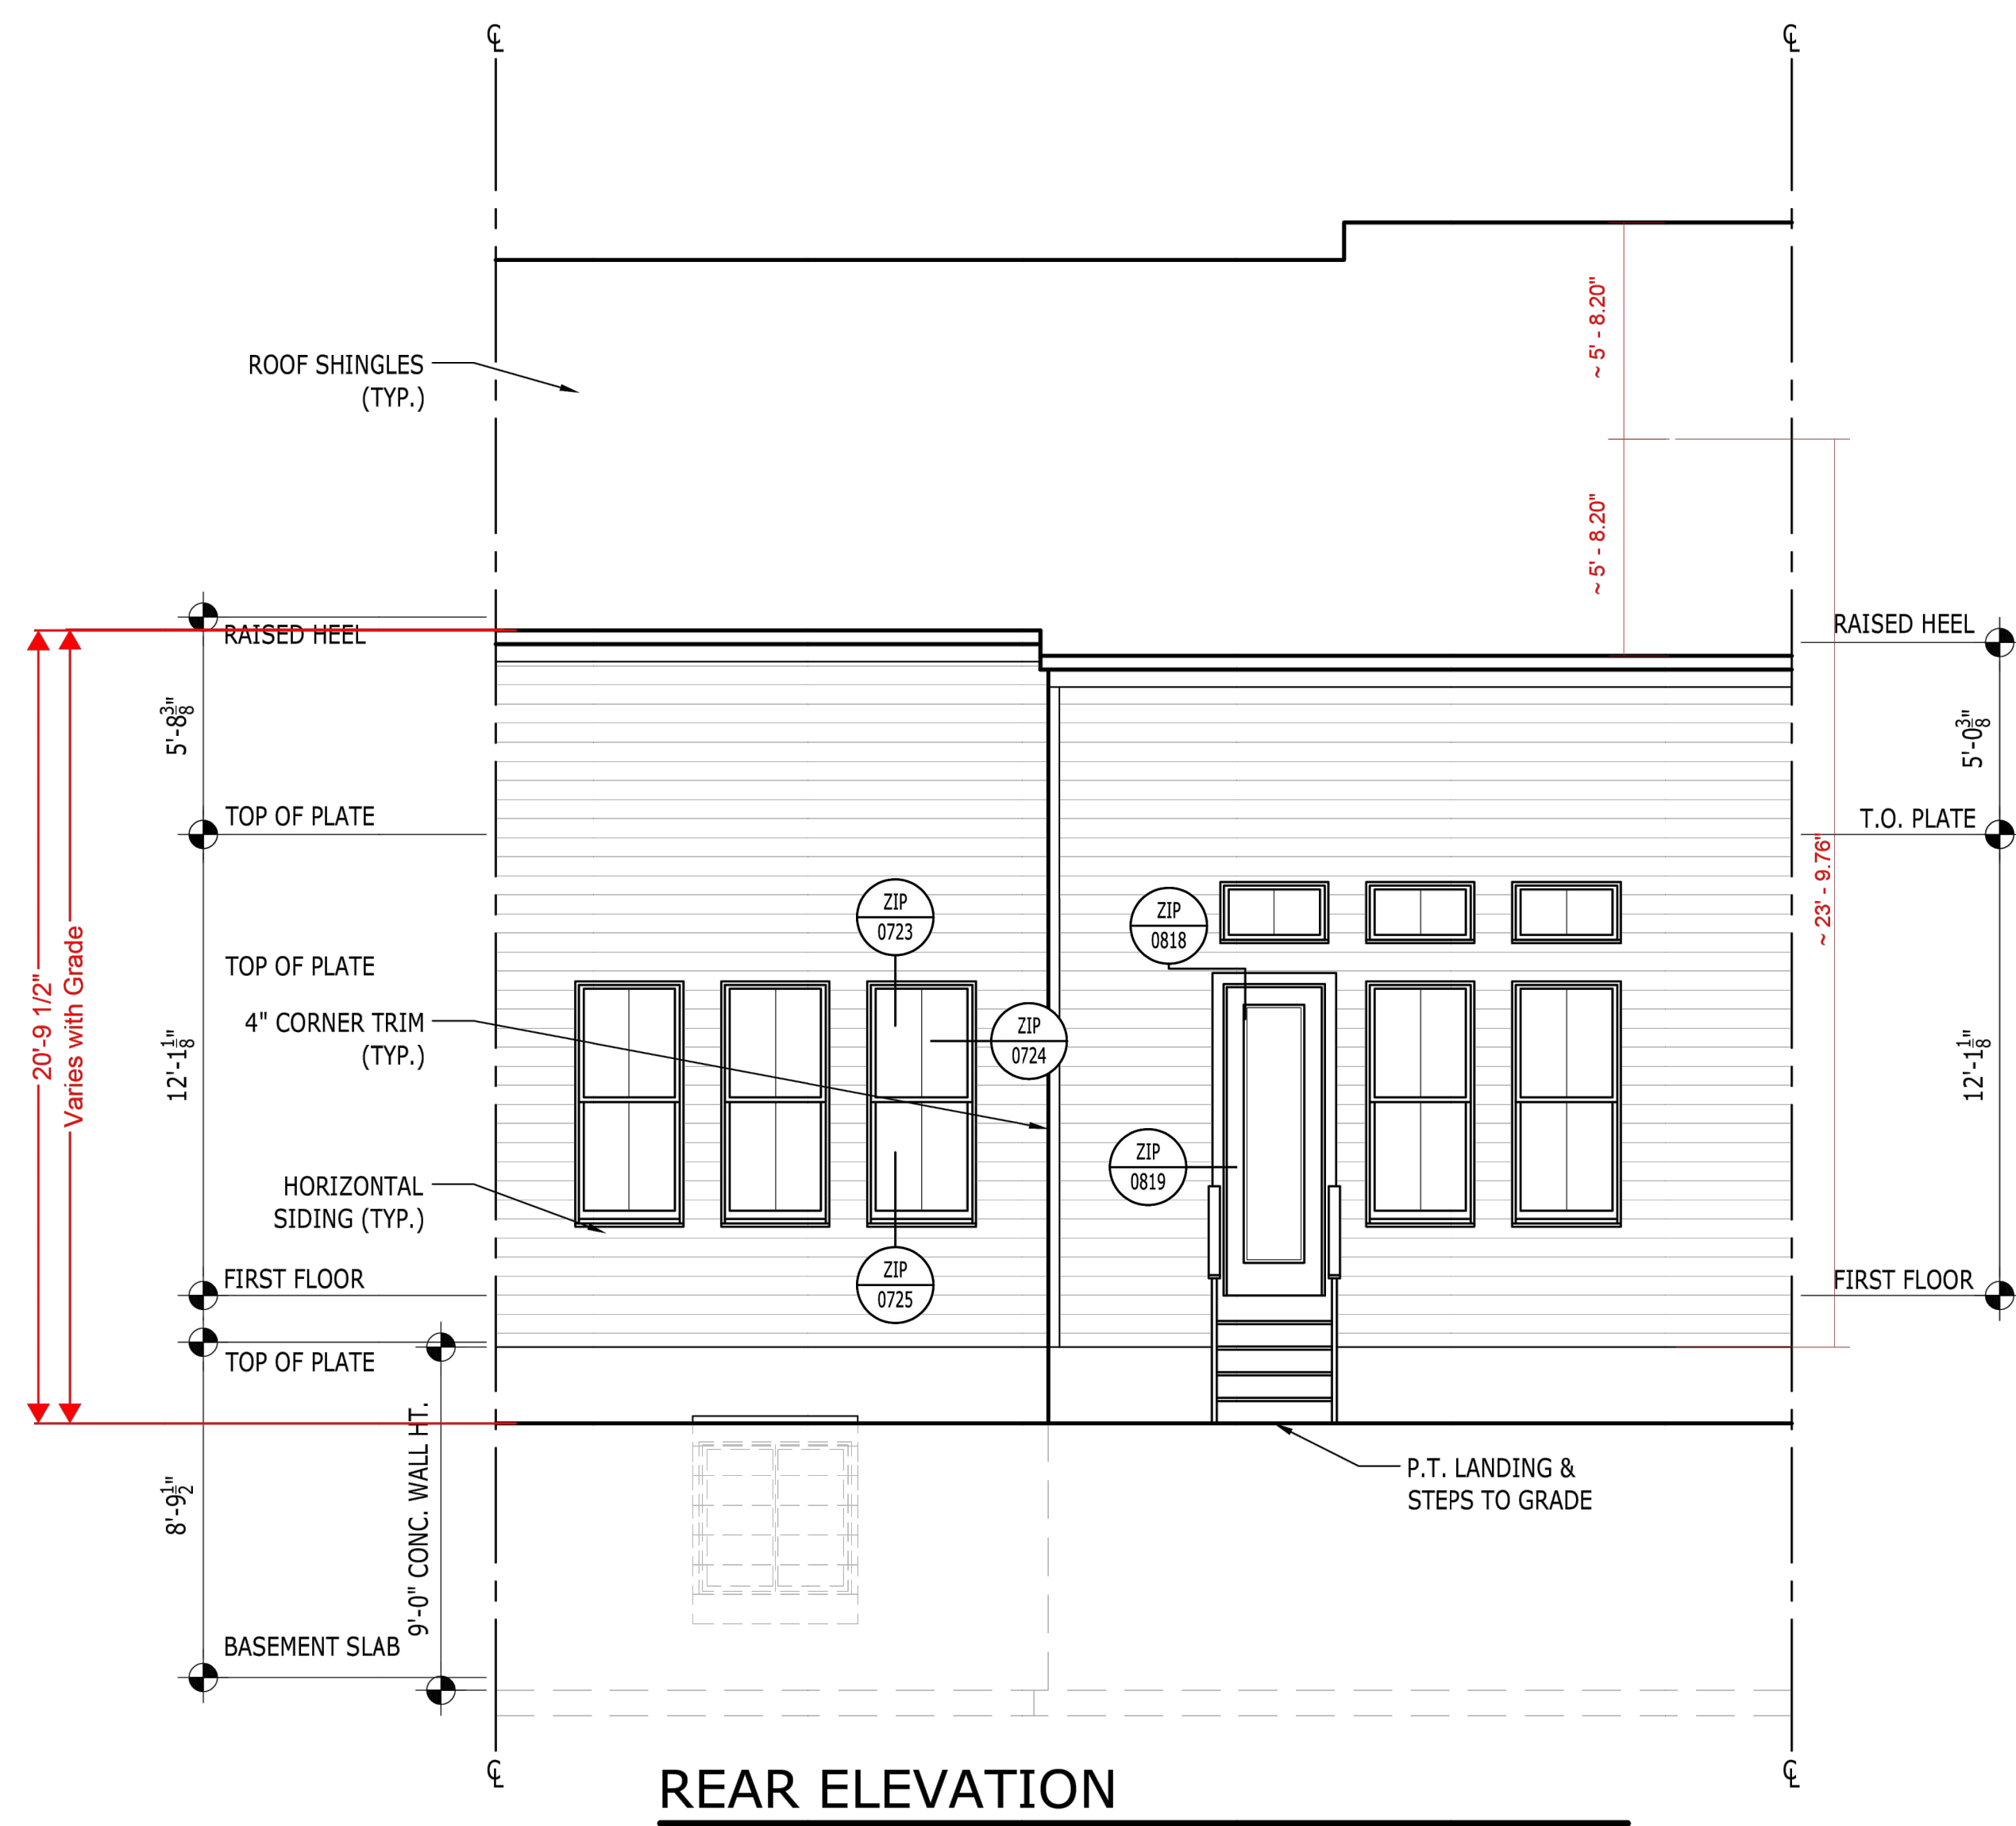 ℄
℄
ROOF SHINGLES
(TYP.)
~ 5' - 8.20"
~ 5' - 8.20"
RAISED HEEL
RAISED HEEL
5'-8 3/8"
5'-0 3/8"
TOP OF PLATE
T.O. PLATE
~ 23' - 9.76"
ZIP
0723
ZIP
0818
TOP OF PLATE
20'-9 1/2"
Varies with Grade
4" CORNER TRIM
(TYP.)
ZIP
0724
12'-1 1/8"
12'-1 1/8"
ZIP
0819
HORIZONTAL
SIDING (TYP.)
FIRST FLOOR
ZIP
0725
FIRST FLOOR
TOP OF PLATE
8'-9 1/2"
9'-0" CONC. WALL HT.
P.T. LANDING &
STEPS TO GRADE
BASEMENT SLAB
℄
℄
REAR ELEVATION